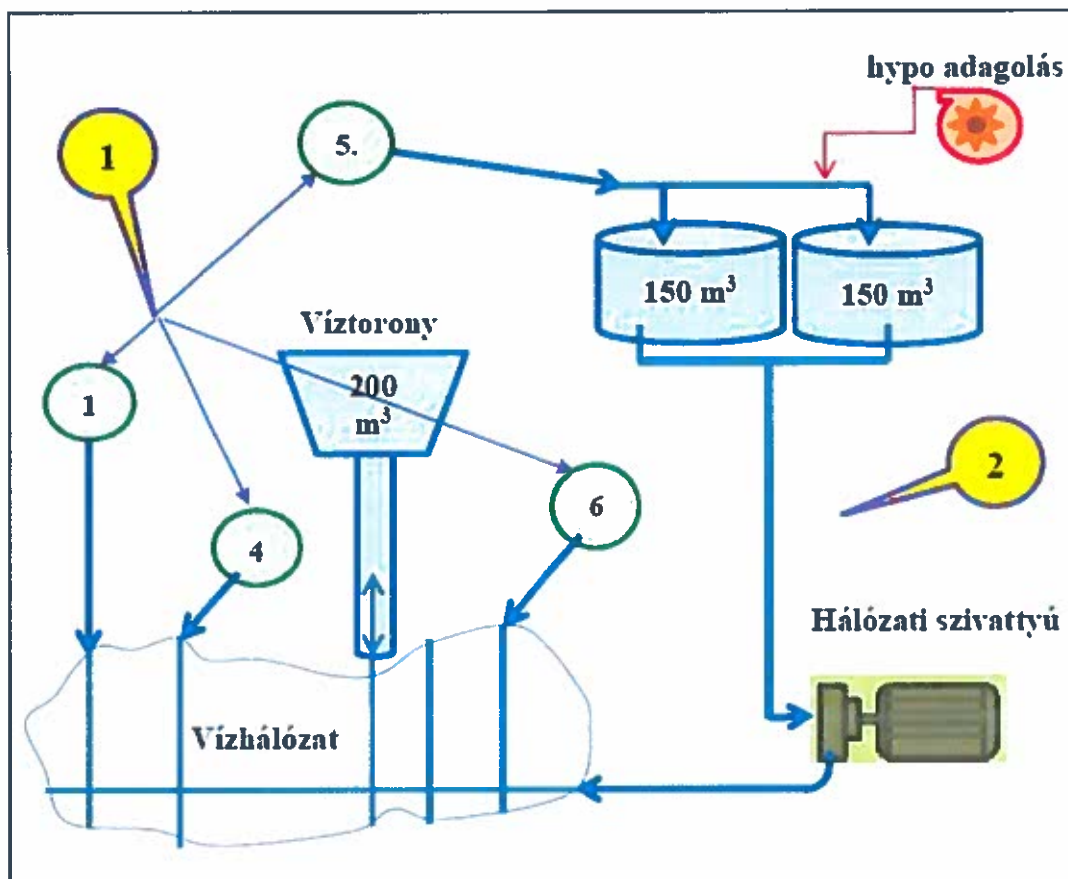 hypo adagolás
1
5.
150 m³
150 m³
Víztorony
200
m³
1
2
6
4
Hálózati szivattyú
Vízhálózat